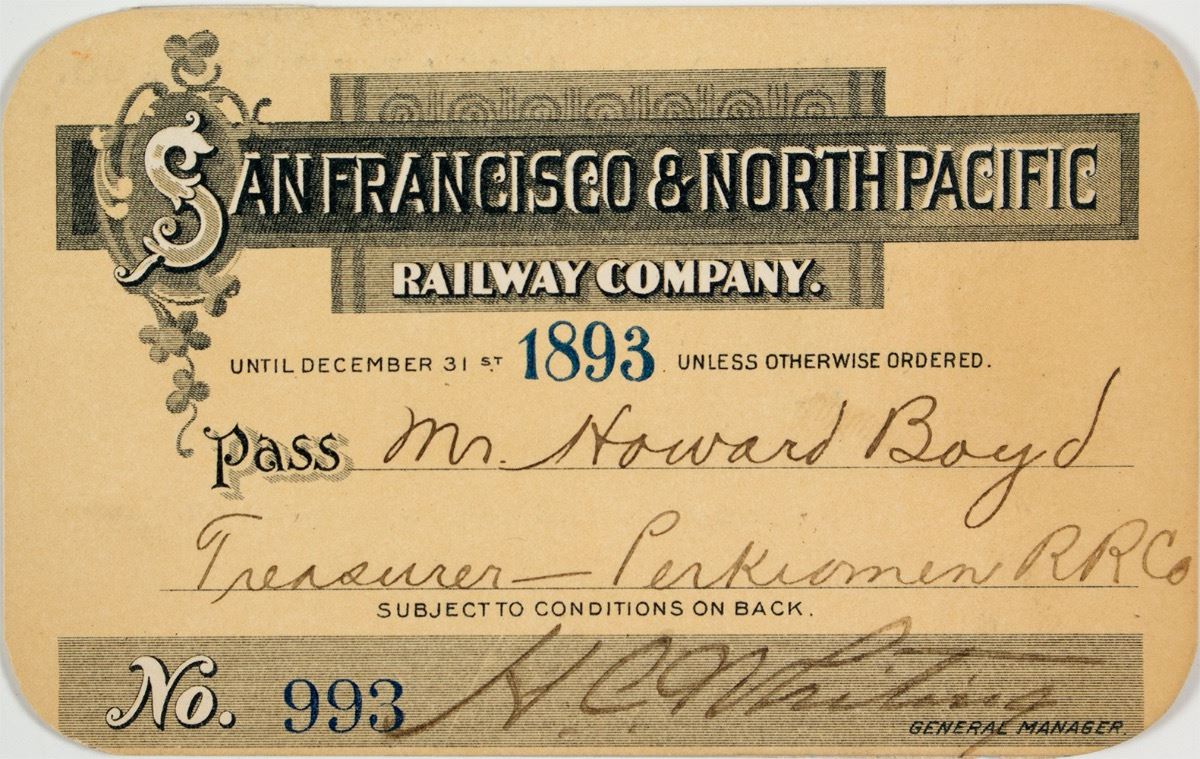 SAN FRANCISCO & NORTH PACIFIC
RAILWAY COMPANY.
UNTIL DECEMBER 31ST 1893 UNLESS OTHERWISE ORDERED.
Pass Mr. Howard Boyd
Treasurer — Perkiomen RR Co
SUBJECT TO CONDITIONS ON BACK.
No. 993 H. C. Whiting
GENERAL MANAGER.